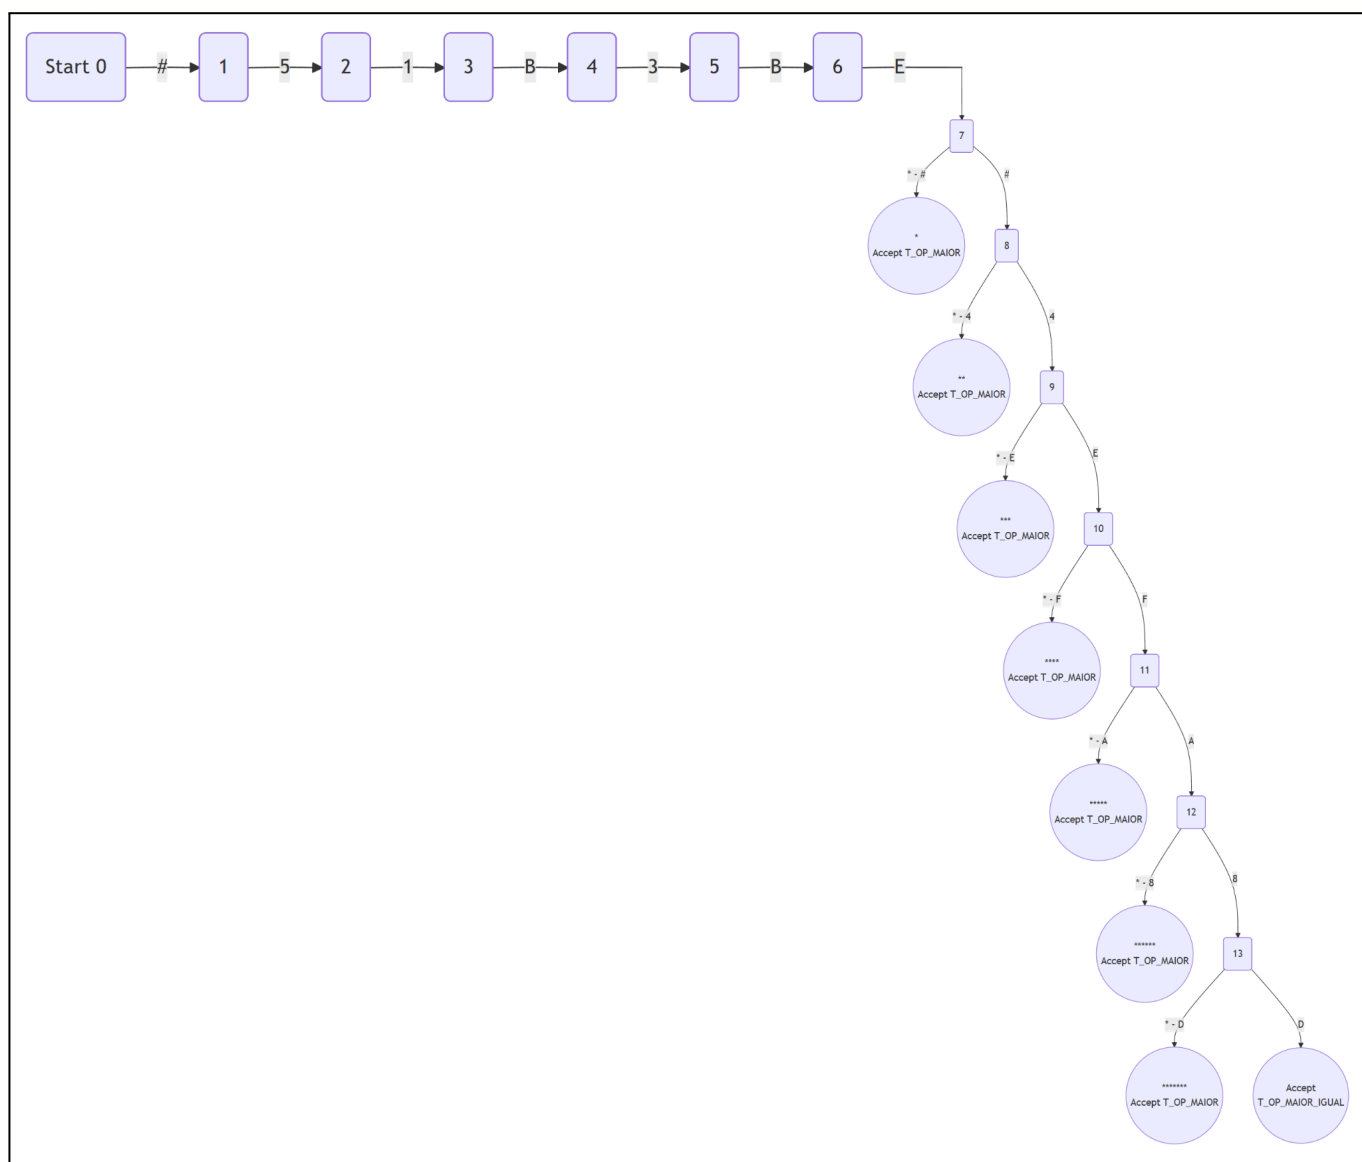 Start 0 # 1 5 2 1 3 B 4 3 5 B 6 E
7
* - # #
*
Accept T_OP_MAIOR
8
* - 4 4
**
Accept T_OP_MAIOR
9
* - E E
***
Accept T_OP_MAIOR
10
* - F F
****
Accept T_OP_MAIOR
11
* - A A
*****
Accept T_OP_MAIOR
12
* - 8 8
******
Accept T_OP_MAIOR
13
* - D D
*******
Accept T_OP_MAIOR
Accept
T_OP_MAIOR_IGUAL